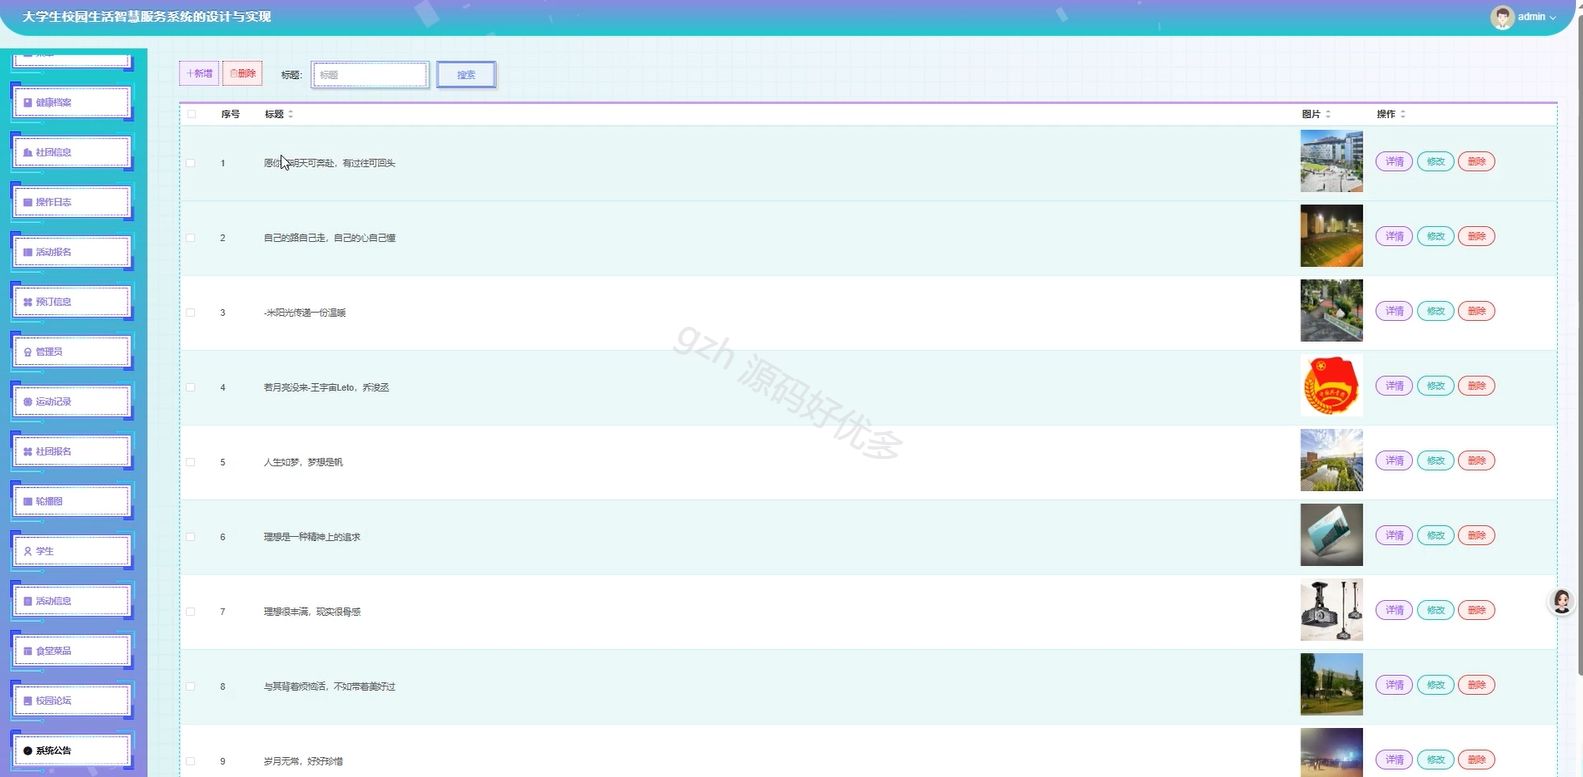 大学生校园生活智慧服务系统的设计与实现
admin
健康档案
社团信息
操作日志
活动报名
预订信息
管理员
运动记录
社团报名
轮播图
学生
活动信息
食堂菜品
校园论坛
系统公告
新增
删除
标题:
标题
搜索
序号 标题 图片 操作
1 愿你 明天可奔赴，有过往可回头 详情 修改 删除
2 自己的路自己走，自己的心自己懂 详情 修改 删除
3 -米阳光传递一份温暖 详情 修改 删除
4 若月亮没来-王宇宙Leto，乔浚丞 详情 修改 删除
5 人生如梦，梦想是帆 详情 修改 删除
6 理想是一种精神上的追求 详情 修改 删除
7 理想很丰满，现实很骨感 详情 修改 删除
8 与其背着烦恼活，不如带着美好过 详情 修改 删除
9 岁月无常，好好珍惜 详情 修改 删除
gzh 源码好优多